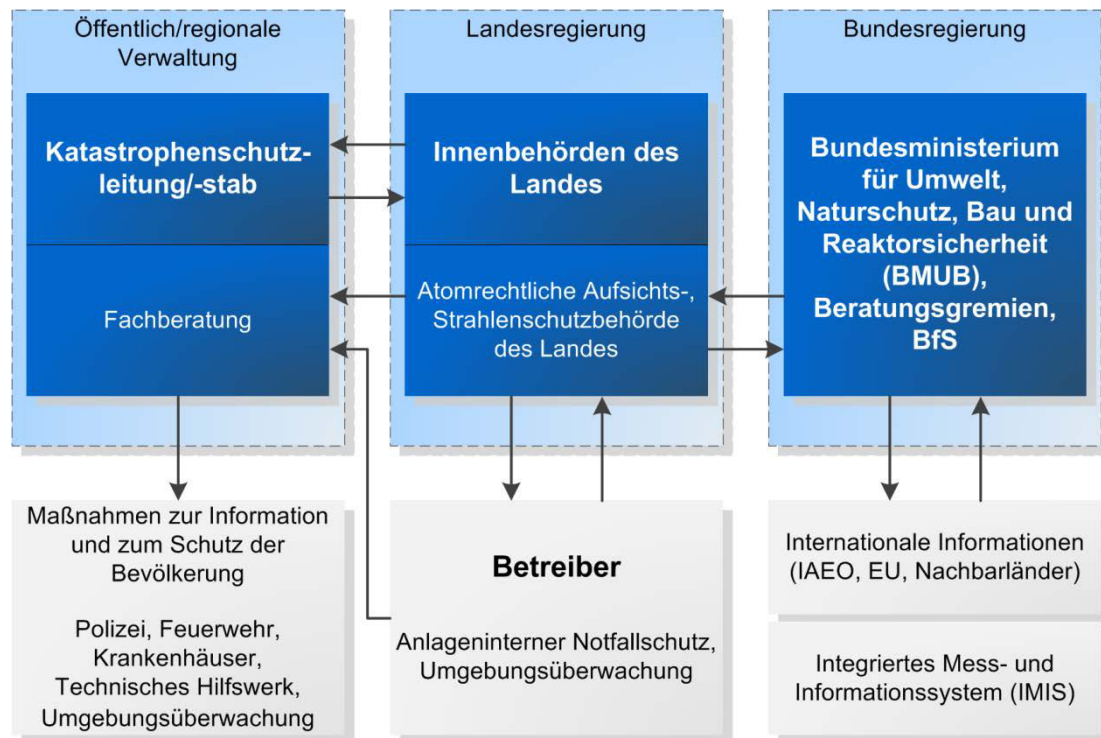 Öffentlich/regionale
Verwaltung
Katastrophenschutz-
leitung/-stab
Fachberatung
Maßnahmen zur Information
und zum Schutz der
Bevölkerung
Polizei, Feuerwehr,
Krankenhäuser,
Technisches Hilfswerk,
Umgebungsüberwachung
Landesregierung
Innenbehörden des
Landes
Atomrechtliche Aufsichts-,
Strahlenschutzbehörde
des Landes
Betreiber
Anlageninterner Notfallschutz,
Umgebungsüberwachung
Bundesregierung
Bundesministerium
für Umwelt,
Naturschutz, Bau und
Reaktorsicherheit
(BMUB),
Beratungsgremien,
BfS
Internationale Informationen
(IAEO, EU, Nachbarländer)
Integriertes Mess- und
Informationssystem (IMIS)